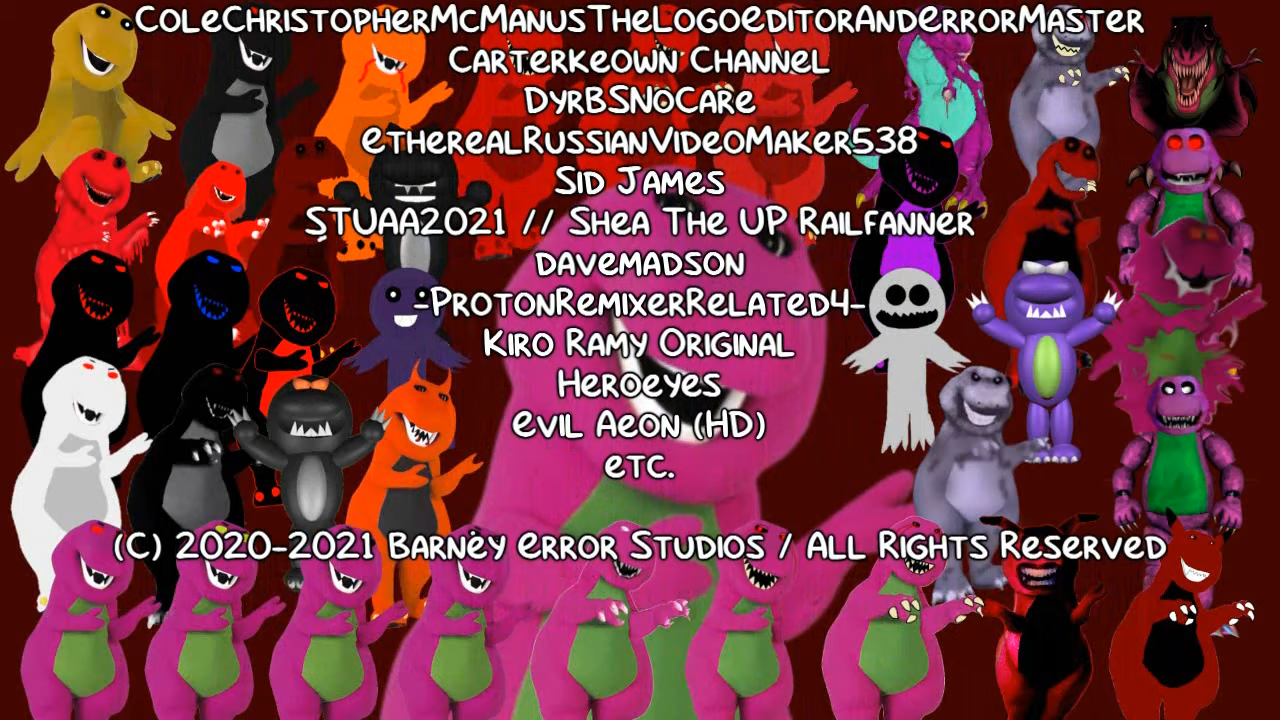 ColeChristopherMcManusTheLogoEditorAndErrorMaster
CarterKeown Channel
DYRBSNoCare
EtherealRussianVideoMaker538
Sid James
STUAA2021 // Shea The UP Railfanner
davemadson
-ProtonRemixerRelated4-
Kiro Ramy Original
Heroeyes
Evil Aeon (HD)
etc.
(C) 2020-2021 Barney Error Studios / All Rights Reserved